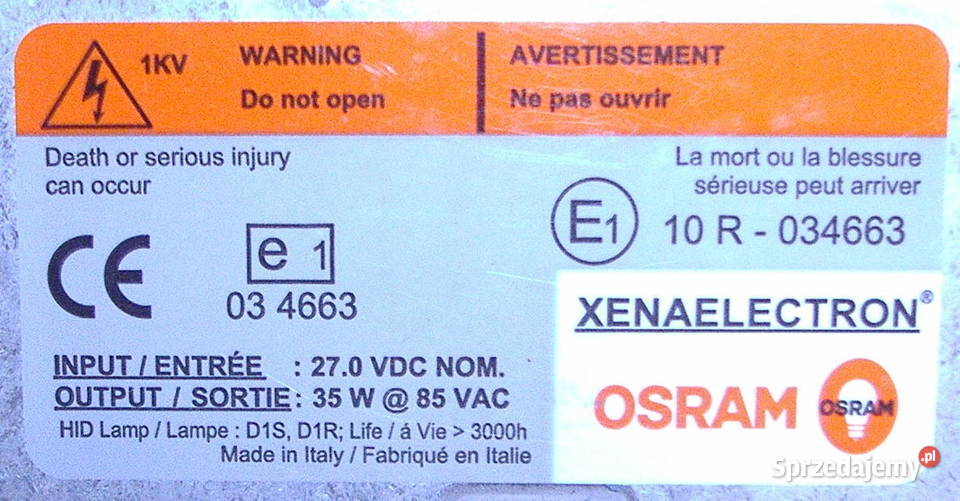 1KV
WARNING
Do not open
AVERTISSEMENT
Ne pas ouvrir
Death or serious injury
can occur
La mort ou la blessure
sérieuse peut arriver
CE
e 1
03 4663
E1
10 R - 034663
XENAELECTRON®
OSRAM
OSRAM
INPUT / ENTRÉE : 27.0 VDC NOM.
OUTPUT / SORTIE : 35 W @ 85 VAC
HID Lamp / Lampe : D1S, D1R; Life / á Vie > 3000h
Made in Italy / Fabriqué en Italie
Sprzedajemy.pl